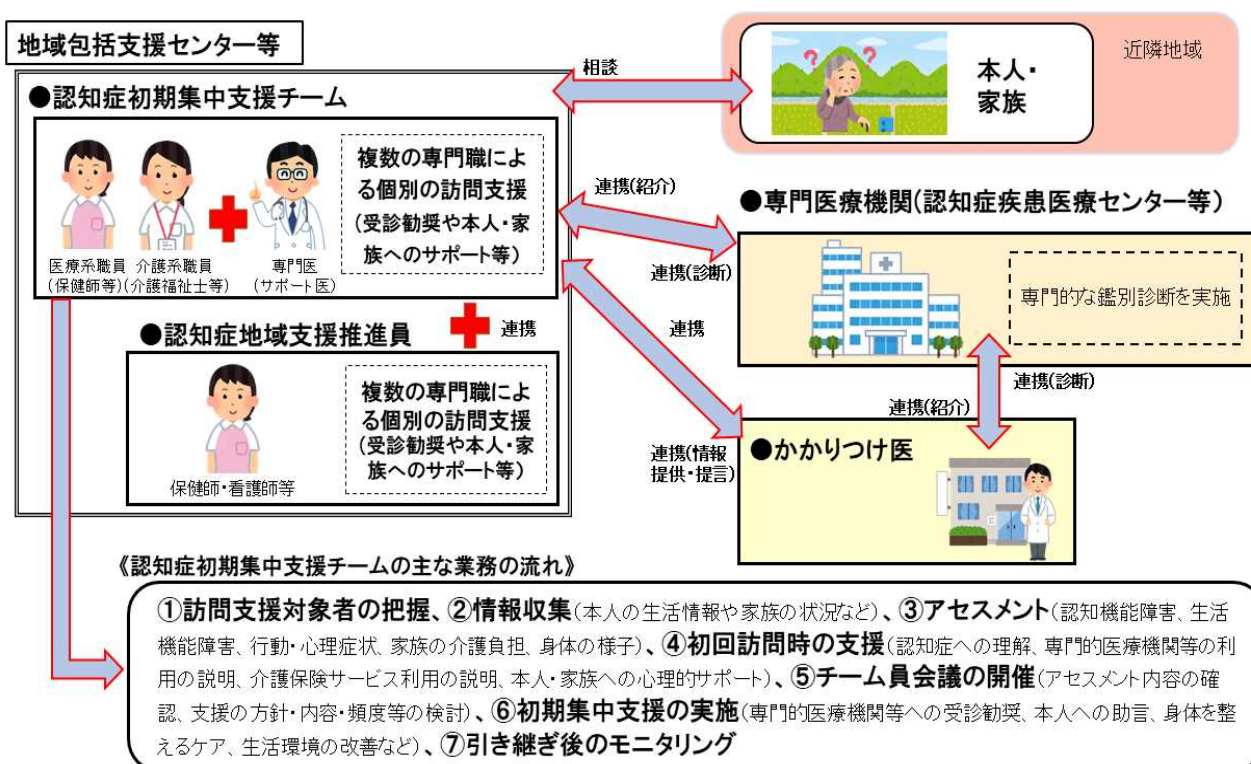 地域包括支援センター等
●認知症初期集中支援チーム
複数の専門職によ
る個別の訪問支援
(受診勧奨や本人・家
族へのサポート等)
医療系職員
(保健師等)
介護系職員
(介護福祉士等)
専門医
(サポート医)
連携
●認知症地域支援推進員
複数の専門職によ
る個別の訪問支援
(受診勧奨や本人・家
族へのサポート等)
保健師・看護師等
相談
本人・
家族
近隣地域
連携(紹介)
連携(診断)
●専門医療機関(認知症疾患医療センター等)
専門的な鑑別診断を実施
連携
連携(情報
提供・提言)
連携(診断)
連携(紹介)
●かかりつけ医
《認知症初期集中支援チームの主な業務の流れ》
①訪問支援対象者の把握、②情報収集(本人の生活情報や家族の状況など)、③アセスメント(認知機能障害、生活
機能障害、行動・心理症状、家族の介護負担、身体の様子)、④初回訪問時の支援(認知症への理解、専門的医療機関等の利
用の説明、介護保険サービス利用の説明、本人・家族への心理的サポート)、⑤チーム員会議の開催(アセスメント内容の確
認、支援の方針・内容・頻度等の検討)、⑥初期集中支援の実施(専門的医療機関等への受診勧奨、本人への助言、身体を整
えるケア、生活環境の改善など)、⑦引き継ぎ後のモニタリング